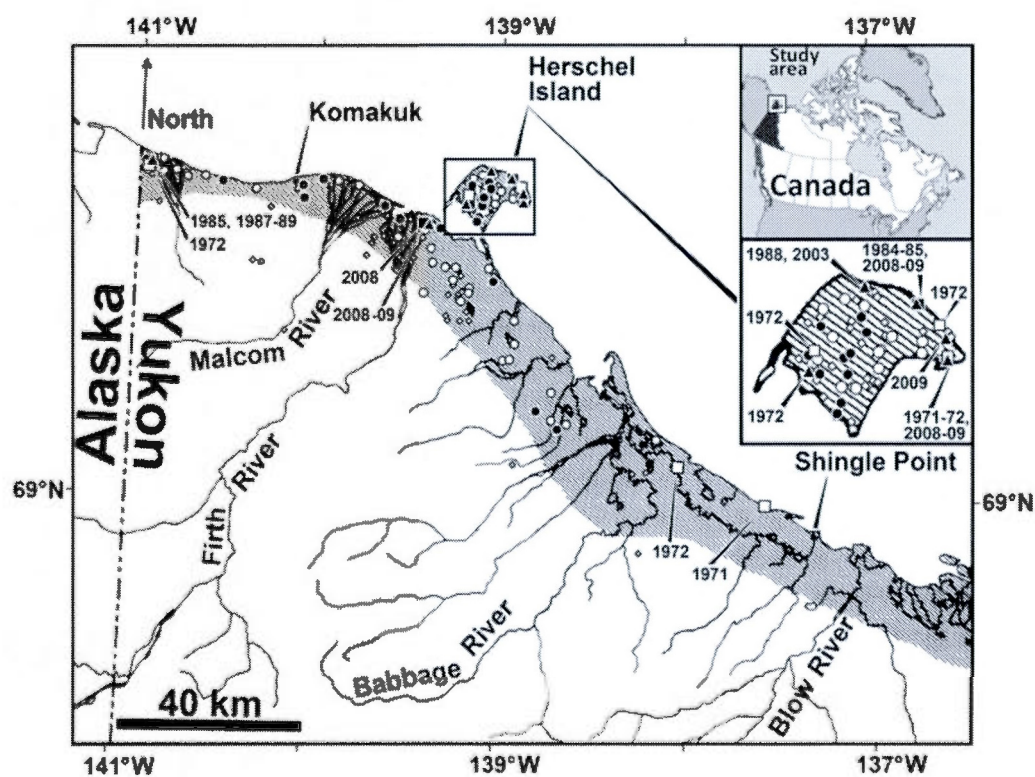 141°W 139°W 137°W
Study
area
Herschel
Island
Komakuk
North
Canada
1985, 1987-89
1972
2008
2008-09
Malcom River
Alaska
Yukon
1988, 2003
1984-85,
2008-09
1972
1972
2009
1972
1971-72,
2008-09
Shingle Point
69°N
69°N
Firth River
1972
1971
Babbage River
Blow River
40 km
141°W 139°W 137°W